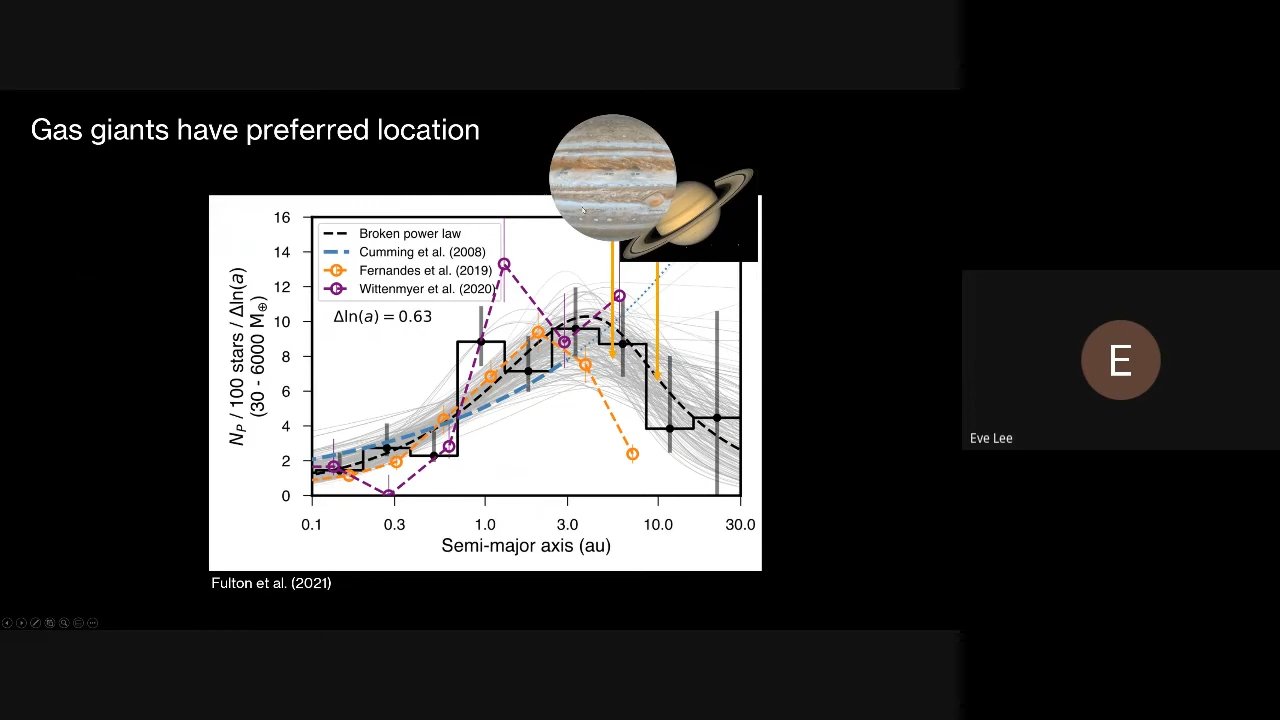 Gas giants have preferred location
16
14
12
10
8
6
4
2
0
N_P / 100 stars / Δln(a)
(30 - 6000 M⊕)
Broken power law
Cumming et al. (2008)
Fernandes et al. (2019)
Wittenmyer et al. (2020)
Δln(a) = 0.63
0.1
0.3
1.0
3.0
10.0
30.0
Semi-major axis (au)
Fulton et al. (2021)
E
Eve Lee